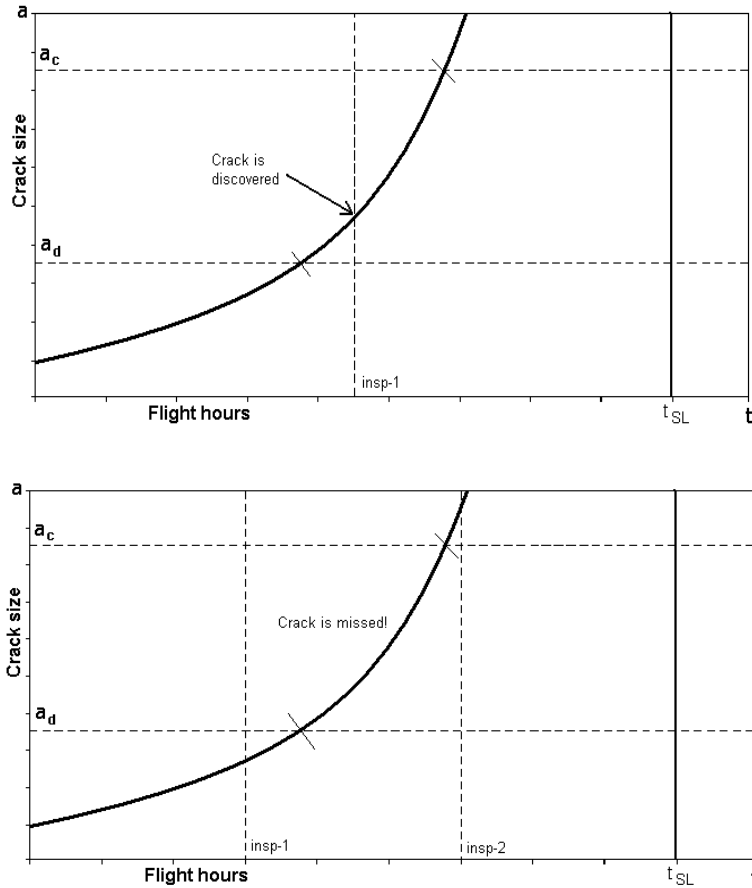 a
a_c
Crack size
Crack is
discovered
a_d
insp-1
Flight hours
t_SL
t
a
a_c
Crack size
Crack is missed!
a_d
insp-1
insp-2
Flight hours
t_SL